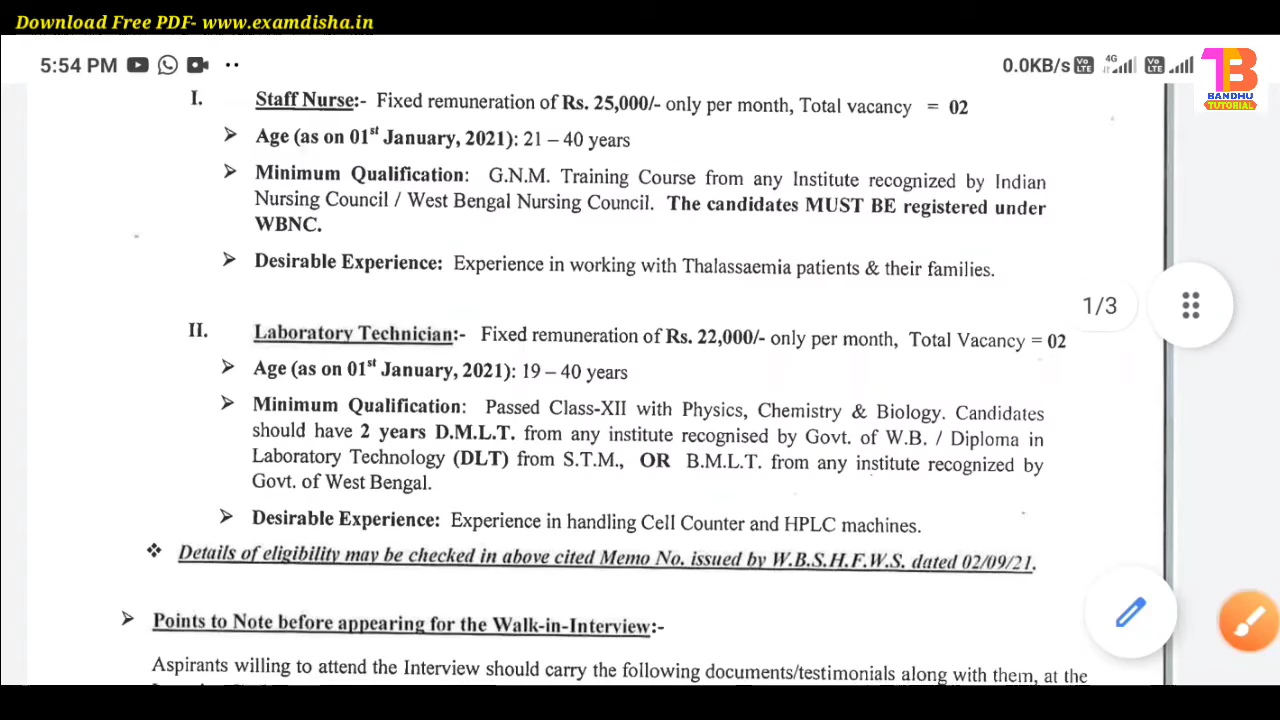 Download Free PDF- www.examdisha.in
5:54 PM
0.0KB/s Vo LTE 4G Vo LTE
BANDHU
TUTORIAL
I. Staff Nurse:- Fixed remuneration of Rs. 25,000/- only per month, Total vacancy = 02
➢ Age (as on 01st January, 2021): 21 – 40 years
➢ Minimum Qualification: G.N.M. Training Course from any Institute recognized by Indian
Nursing Council / West Bengal Nursing Council. The candidates MUST BE registered under
WBNC.
➢ Desirable Experience: Experience in working with Thalassaemia patients & their families.
1/3
II. Laboratory Technician:- Fixed remuneration of Rs. 22,000/- only per month, Total Vacancy = 02
➢ Age (as on 01st January, 2021): 19 – 40 years
➢ Minimum Qualification: Passed Class-XII with Physics, Chemistry & Biology. Candidates
should have 2 years D.M.L.T. from any institute recognised by Govt. of W.B. / Diploma in
Laboratory Technology (DLT) from S.T.M., OR B.M.L.T. from any institute recognized by
Govt. of West Bengal.
➢ Desirable Experience: Experience in handling Cell Counter and HPLC machines.
❖ Details of eligibility may be checked in above cited Memo No. issued by W.B.S.H.F.W.S. dated 02/09/21.
➢ Points to Note before appearing for the Walk-in-Interview:-
Aspirants willing to attend the Interview should carry the following documents/testimonials along with them, at the